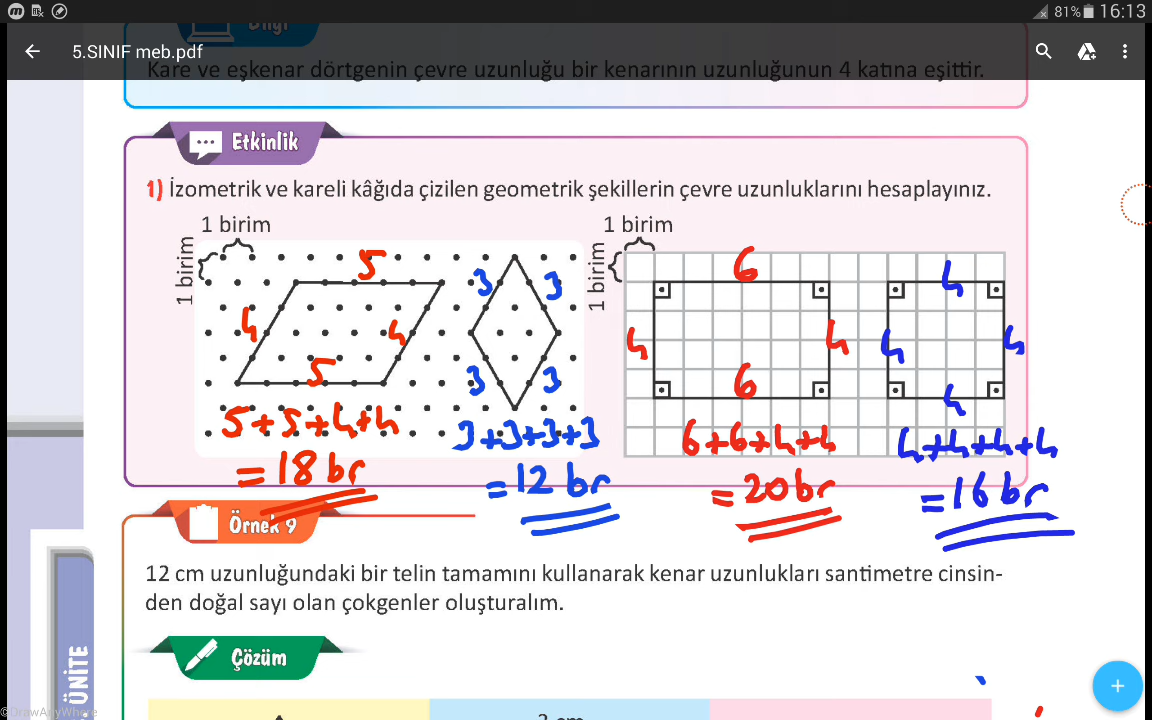 81% 16:13
5.SINIF meb.pdf
Bilgi
Kare ve eşkenar dörtgenin çevre uzunluğu bir kenarının uzunluğunun 4 katına eşittir.
Etkinlik
1) İzometrik ve kareli kâğıda çizilen geometrik şekillerin çevre uzunluklarını hesaplayınız.
1 birim
1 birim
5
4
4
5
5+5+4+4
=18 br
3
3
3
3
3+3+3+3
=12 br
1 birim
1 birim
6
4
4
6
6+6+4+4
=20br
4
4
4
4
4+4+4+4
=16br
Örnek 9
12 cm uzunluğundaki bir telin tamamını kullanarak kenar uzunlukları santimetre cinsin-
den doğal sayı olan çokgenler oluşturalım.
Çözüm
ÜNİTE
©DrawAnyWhere